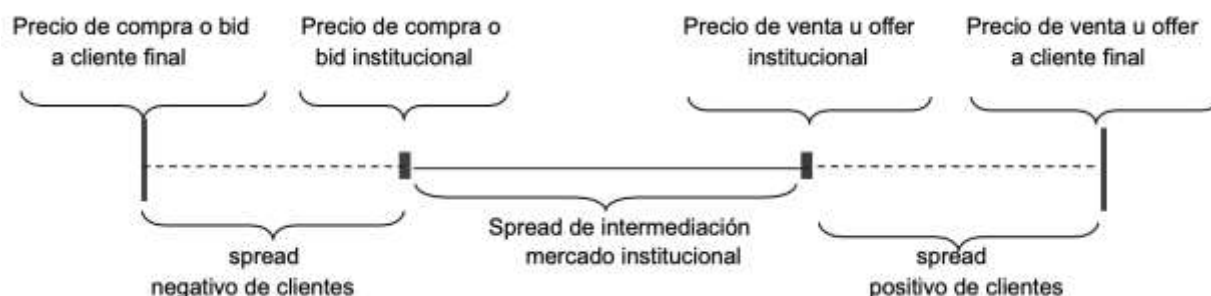 Precio de compra o bid
a cliente final
Precio de compra o
bid institucional
Precio de venta u offer
institucional
Precio de venta u offer
a cliente final
spread
negativo de clientes
Spread de intermediación
mercado institucional
spread
positivo de clientes